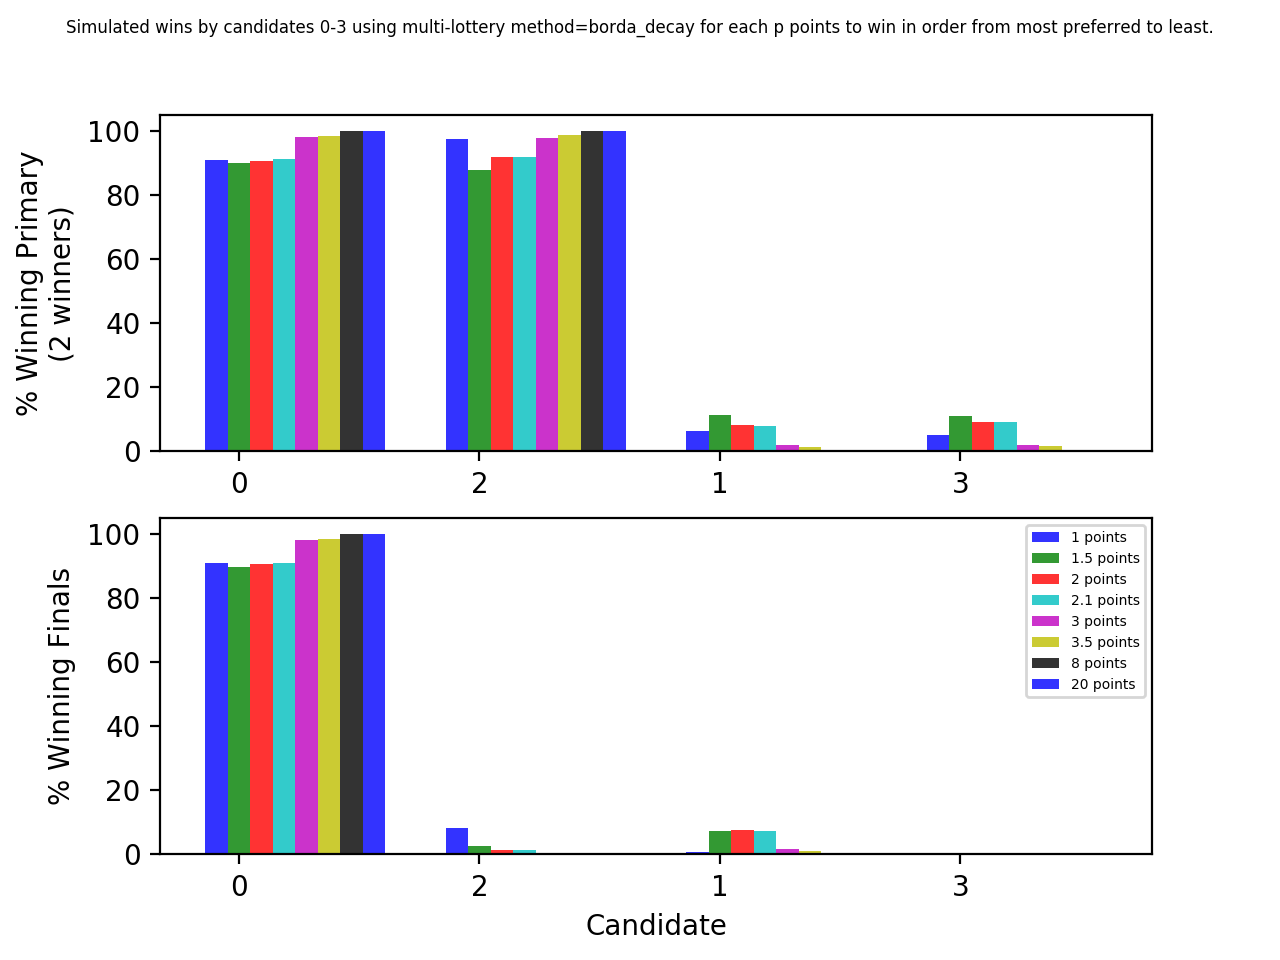 Simulated wins by candidates 0-3 using multi-lottery method=borda_decay for each p points to win in order from most preferred to least.
% Winning Primary
(2 winners)
100
80
60
40
20
0
0 2 1 3
% Winning Finals
100
80
60
40
20
0
1 points
1.5 points
2 points
2.1 points
3 points
3.5 points
8 points
20 points
0 2 1 3
Candidate